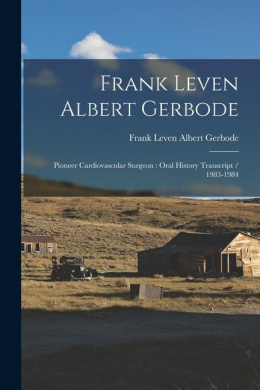 Frank Leven
Albert Gerbode
Frank Leven Albert Gerbode
Pioneer Cardiovascular Surgeon : Oral History Transcript /
1983-1984